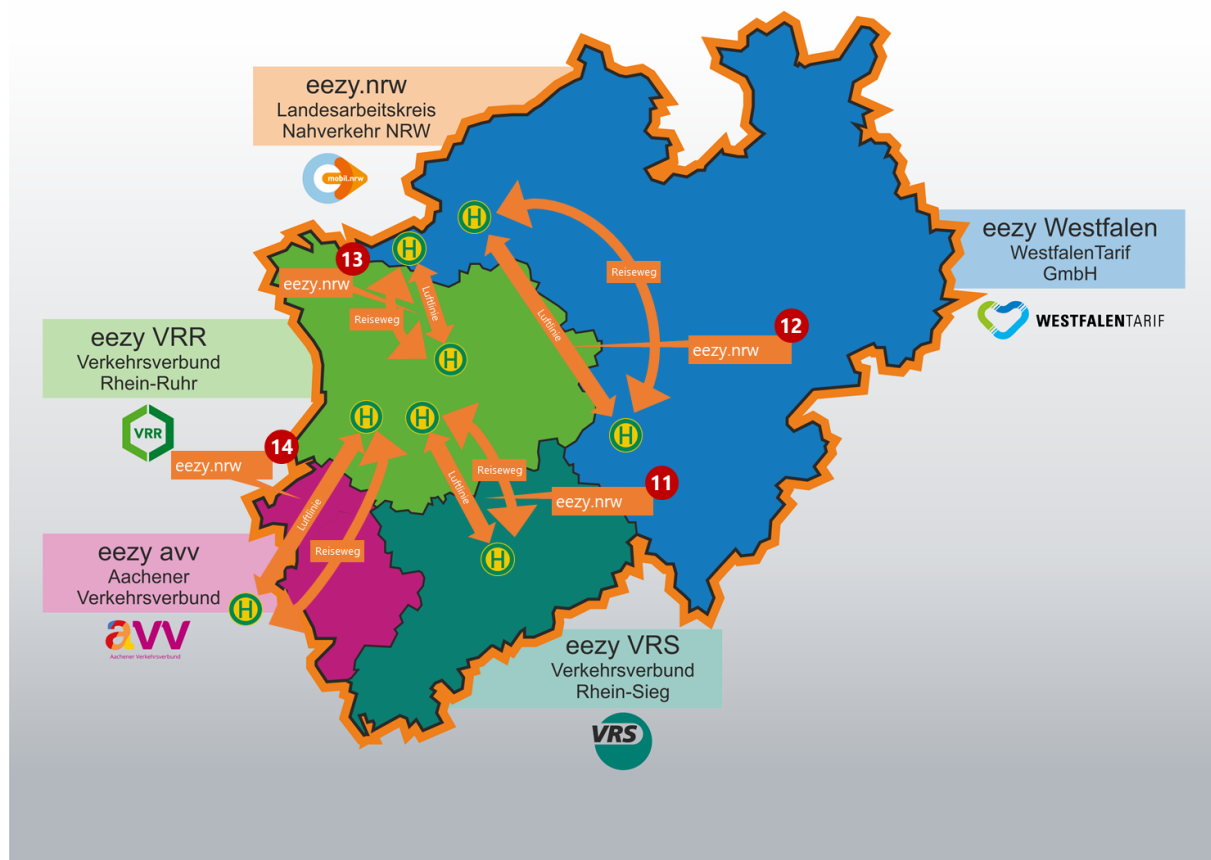 eezy.nrw
Landesarbeitskreis
Nahverkehr NRW
mobil.nrw
eezy Westfalen
WestfalenTarif
GmbH
WESTFALENTARIF
eezy VRR
Verkehrsverbund
Rhein-Ruhr
VRR
eezy avv
Aachener
Verkehrsverbund
avv
Aachener Verkehrsverbund
eezy VRS
Verkehrsverbund
Rhein-Sieg
VRS
13
eezy.nrw
H
Luftlinie
Reiseweg
H
H
Reiseweg
Luftlinie
12
eezy.nrw
H
14
eezy.nrw
H
Luftlinie
Reiseweg
H
H
Reiseweg
Luftlinie
11
eezy.nrw
H